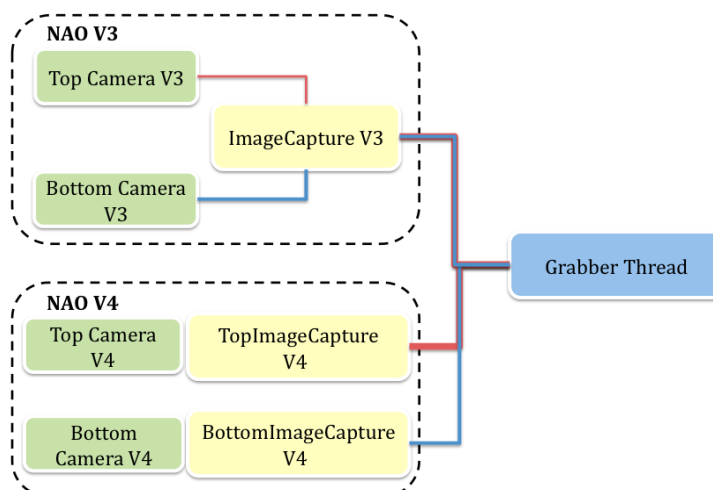 NAO V3
Top Camera V3
ImageCapture V3
Bottom Camera
V3
Grabber Thread
NAO V4
Top Camera
V4
TopImageCapture
V4
Bottom
Camera V4
BottomImageCapture
V4